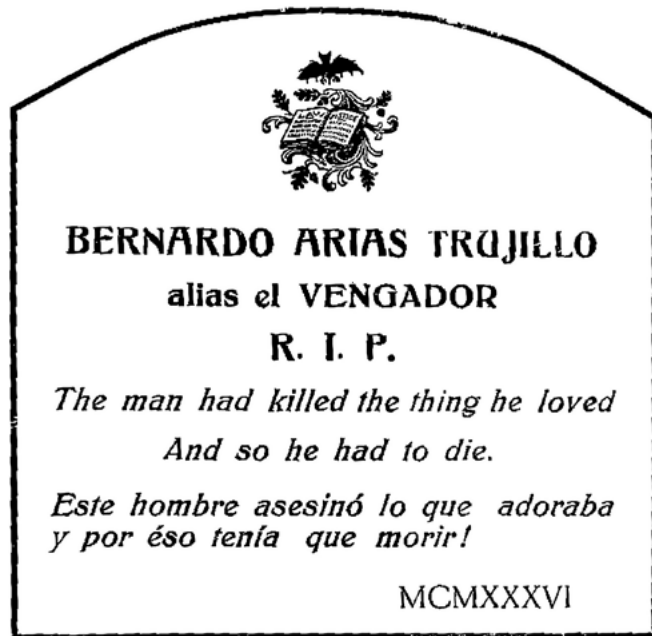 BERNARDO ARIAS TRUJILLO
alias el VENGADOR
R. I. P.
The man had killed the thing he loved
And so he had to die.
Este hombre asesinó lo que adoraba
y por éso tenía que morir!
MCMXXXVI